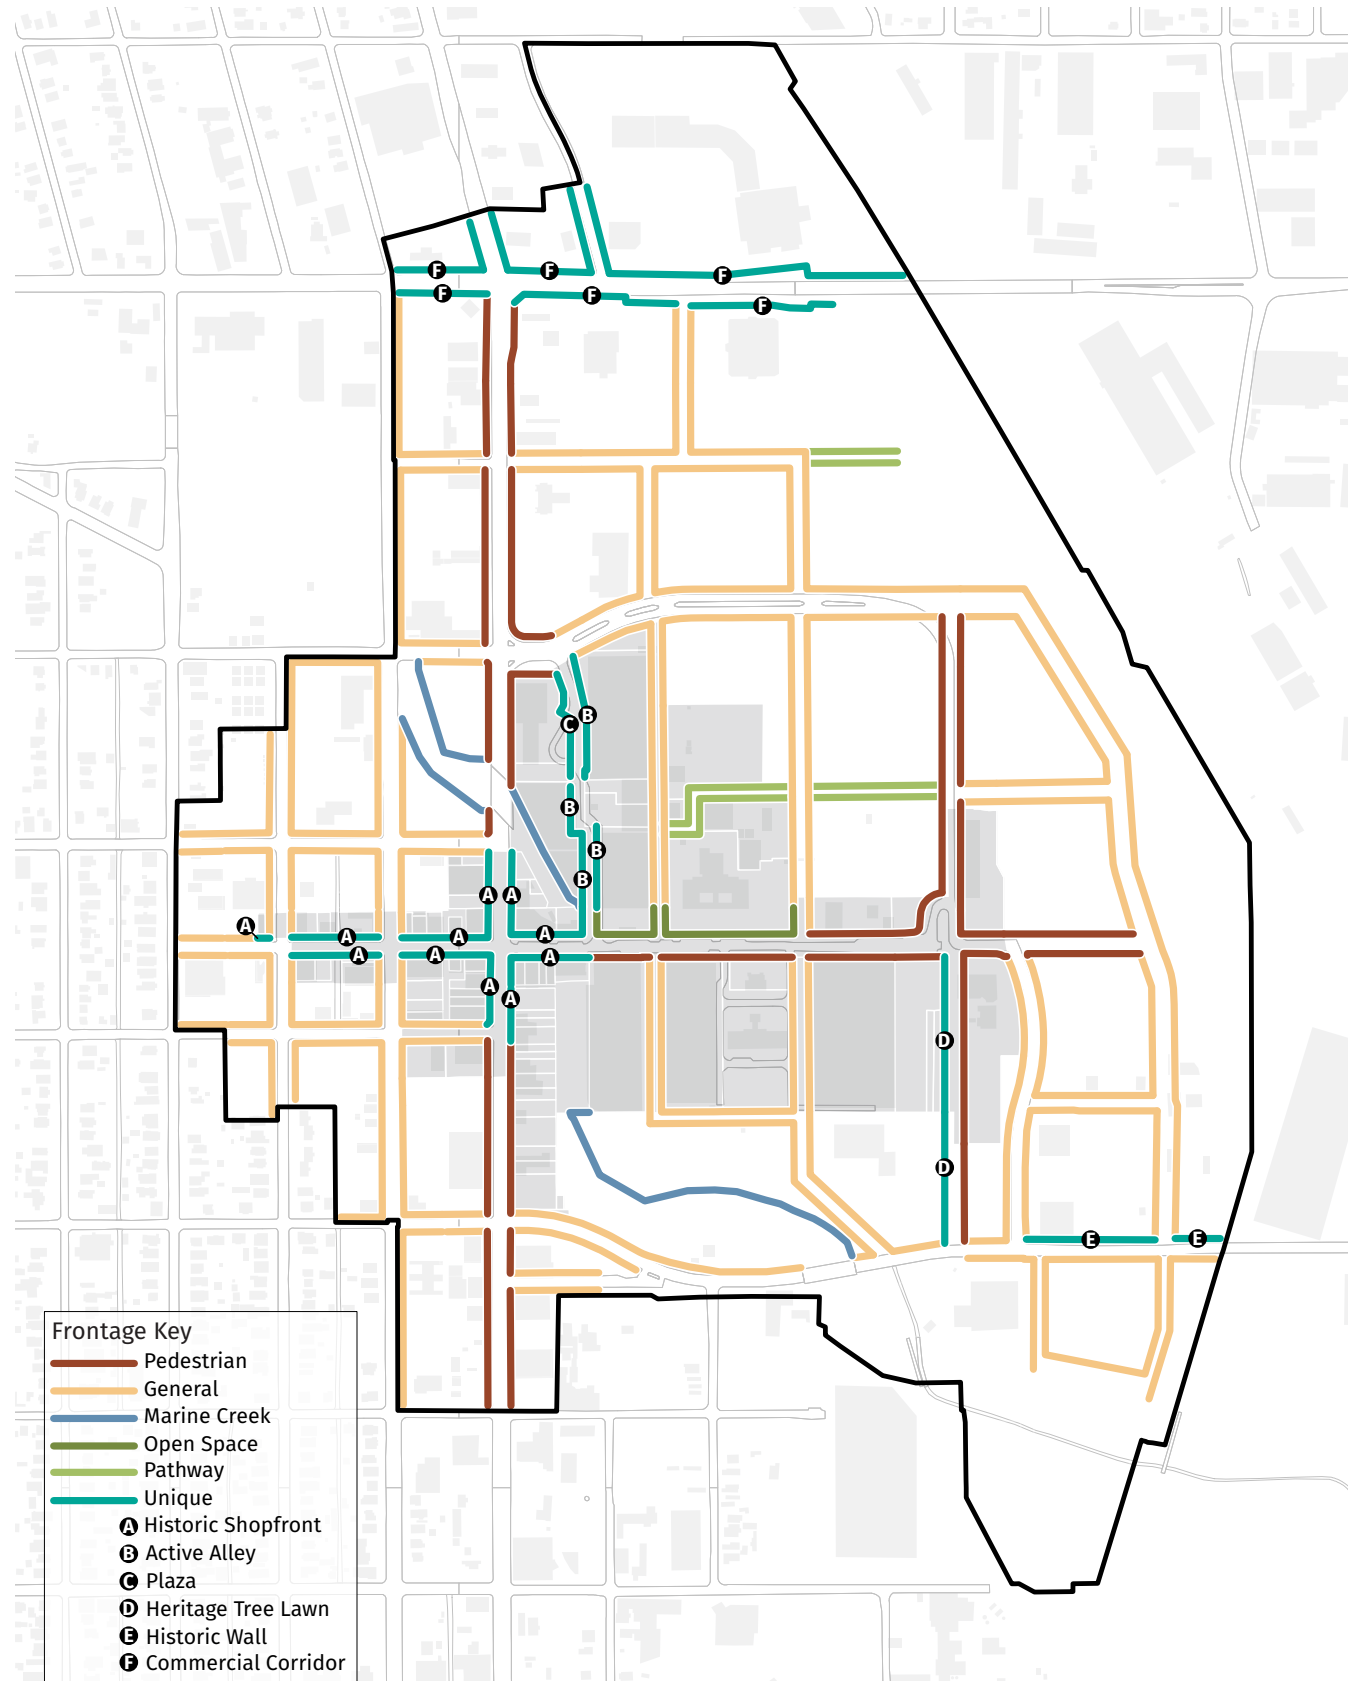 F
F
F
F
F
F
C
B
B
B
B
A
A
A
A
A
A
A
A
A
A
A
D
D
E
E
Frontage Key
Pedestrian
General
Marine Creek
Open Space
Pathway
Unique
A Historic Shopfront
B Active Alley
C Plaza
D Heritage Tree Lawn
E Historic Wall
F Commercial Corridor